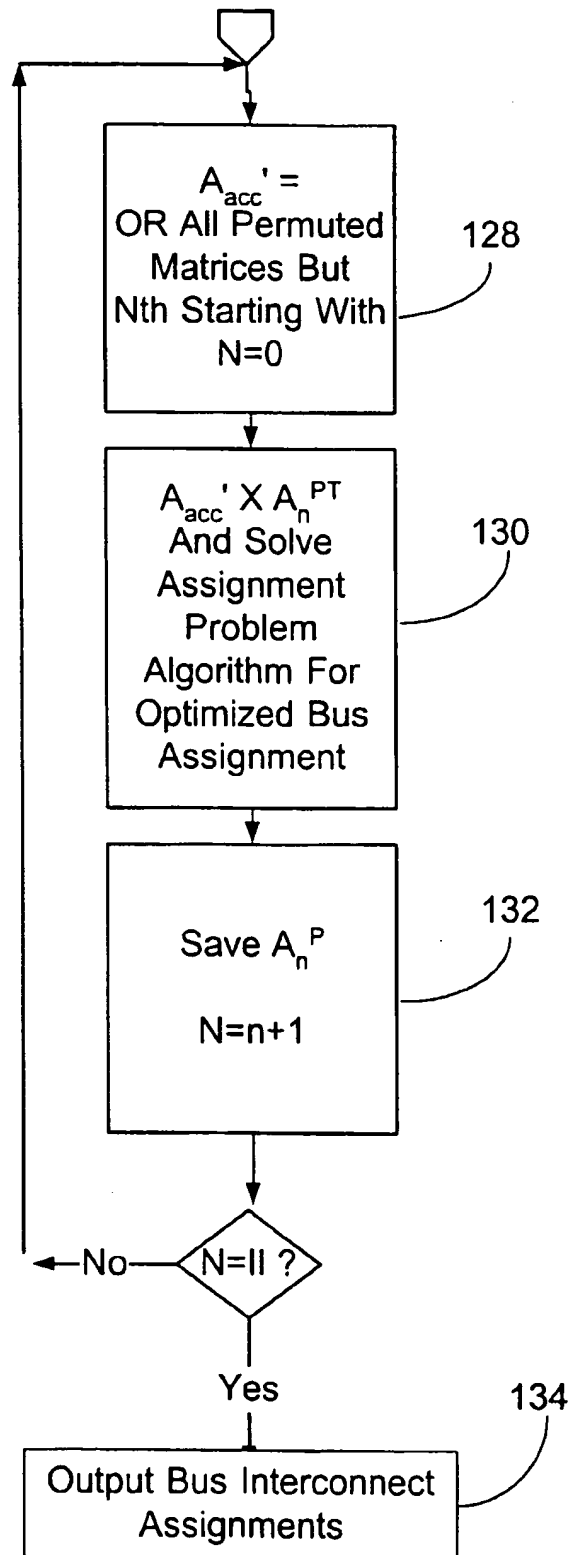 A_acc' =
OR All Permuted
Matrices But
Nth Starting With
N=0
128
A_acc' X A_n^PT
And Solve
Assignment
Problem
Algorithm For
Optimized Bus
Assignment
130
Save A_n^P
N=n+1
132
N=II ?
No
Yes
134
Output Bus Interconnect
Assignments